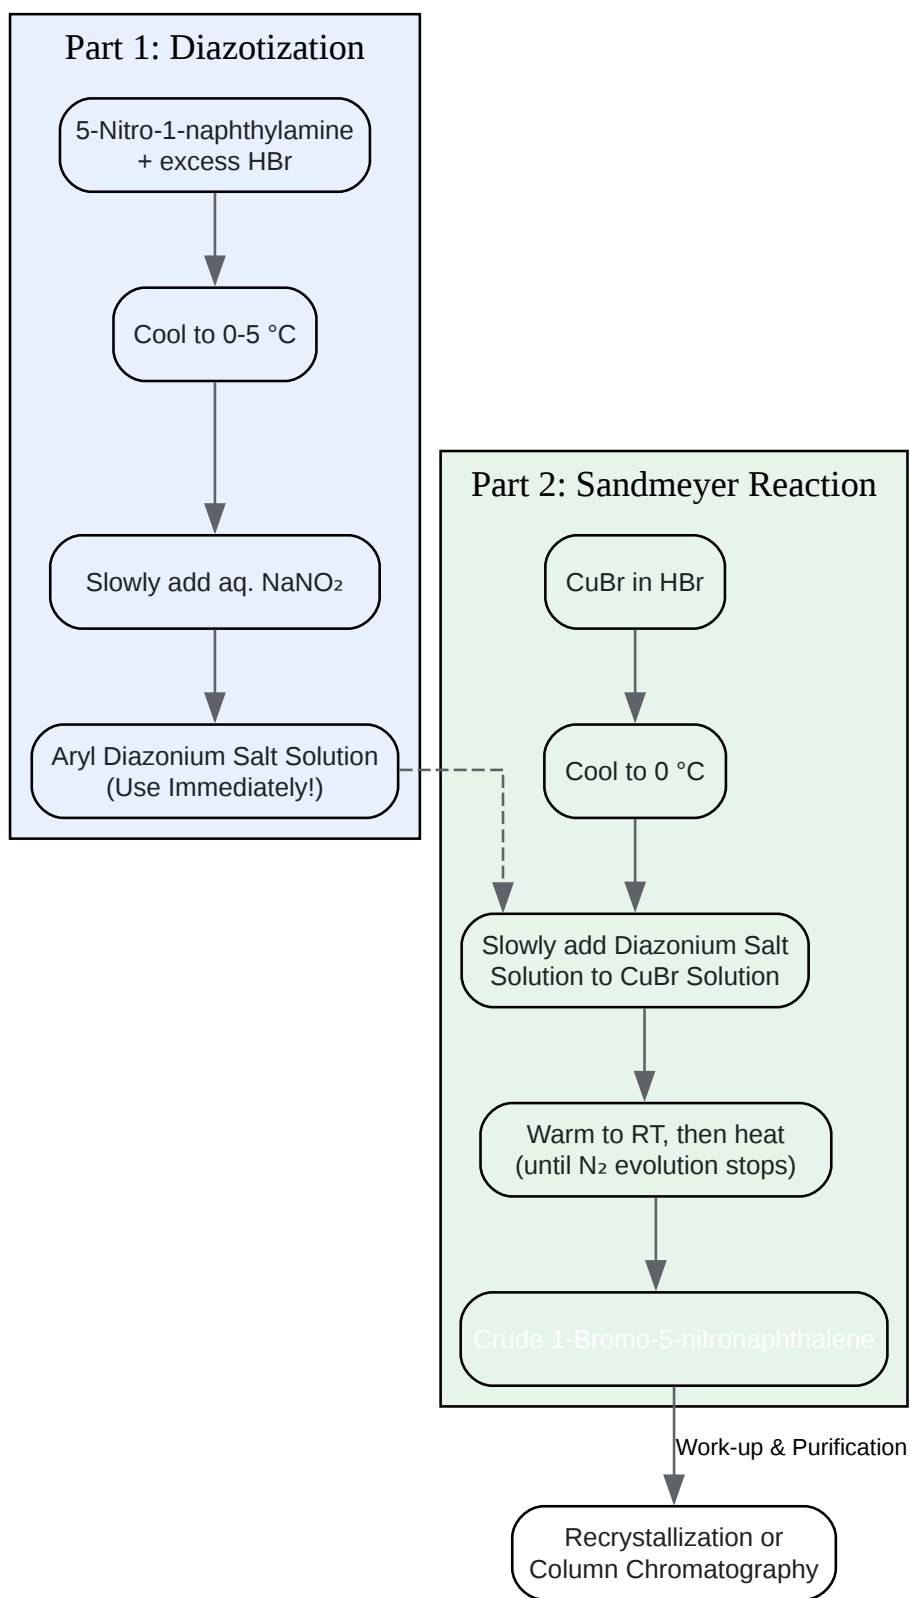 Part 1: Diazotization
5-Nitro-1-naphthylamine
+ excess HBr
Cool to 0-5 °C
Slowly add aq. NaNO₂
Aryl Diazonium Salt Solution
(Use Immediately!)
Part 2: Sandmeyer Reaction
CuBr in HBr
Cool to 0 °C
Slowly add Diazonium Salt
Solution to CuBr Solution
Warm to RT, then heat
(until N₂ evolution stops)
Crude 1-Bromo-5-nitronaphthalene
Work-up & Purification
Recrystallization or
Column Chromatography